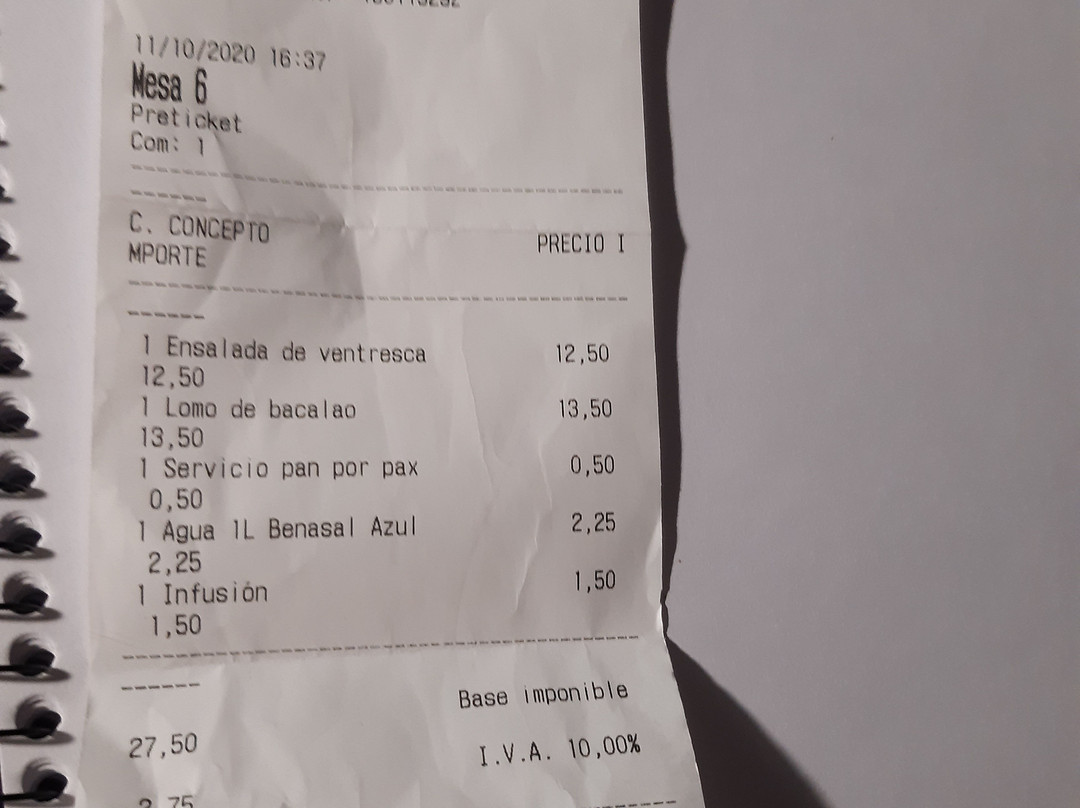 11/10/2020 16:37
Mesa 6
Preticket
Com: 1
C. CONCEPTO PRECIO I
MPORTE
1 Ensalada de ventresca 12,50
12,50
1 Lomo de bacalao 13,50
13,50
1 Servicio pan por pax 0,50
0,50
1 Agua 1L Benasal Azul 2,25
2,25
1 Infusión 1,50
1,50
Base imponible
27,50
I.V.A. 10,00%
2,75